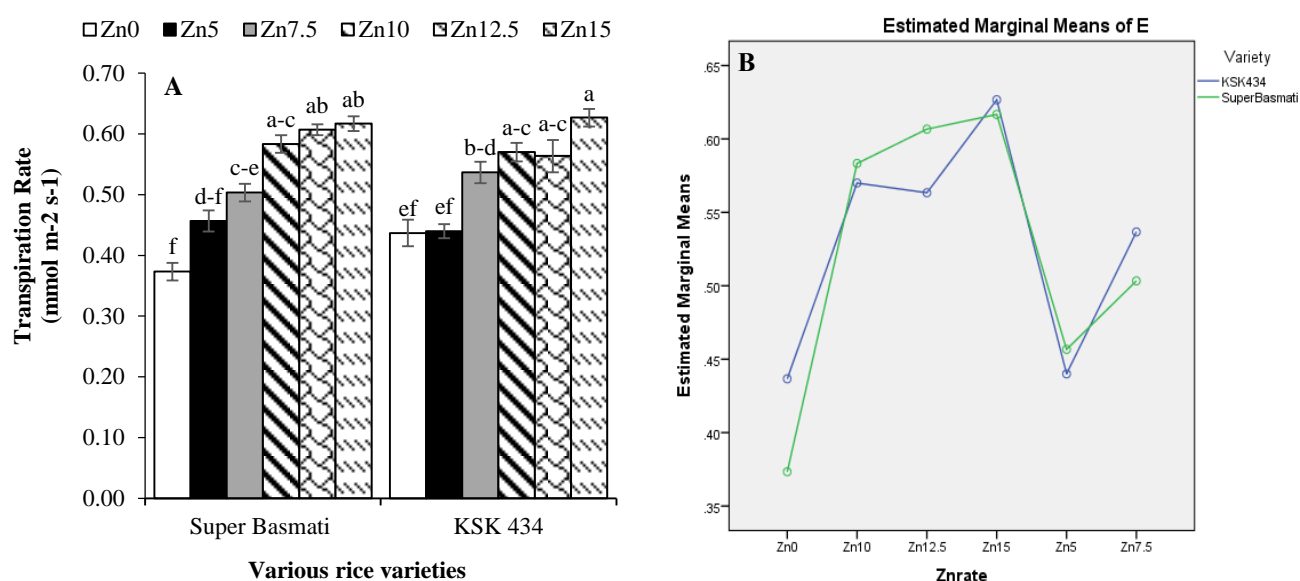 Zn0 Zn5 Zn7.5 Zn10 Zn12.5 Zn15
A
Transpiration Rate
(mmol m-2 s-1)
0.70
0.60
0.50
0.40
0.30
0.20
0.10
0.00
f
d-f
c-e
a-c
ab
ab
ef
ef
b-d
a-c
a-c
a
Super Basmati
KSK 434
Various rice varieties
Estimated Marginal Means of E
B
Variety
KSK434
SuperBasmati
Estimated Marginal Means
.65
.60
.55
.50
.45
.40
.35
Zn0 Zn10 Zn12.5 Zn15 Zn5 Zn7.5
Znrate